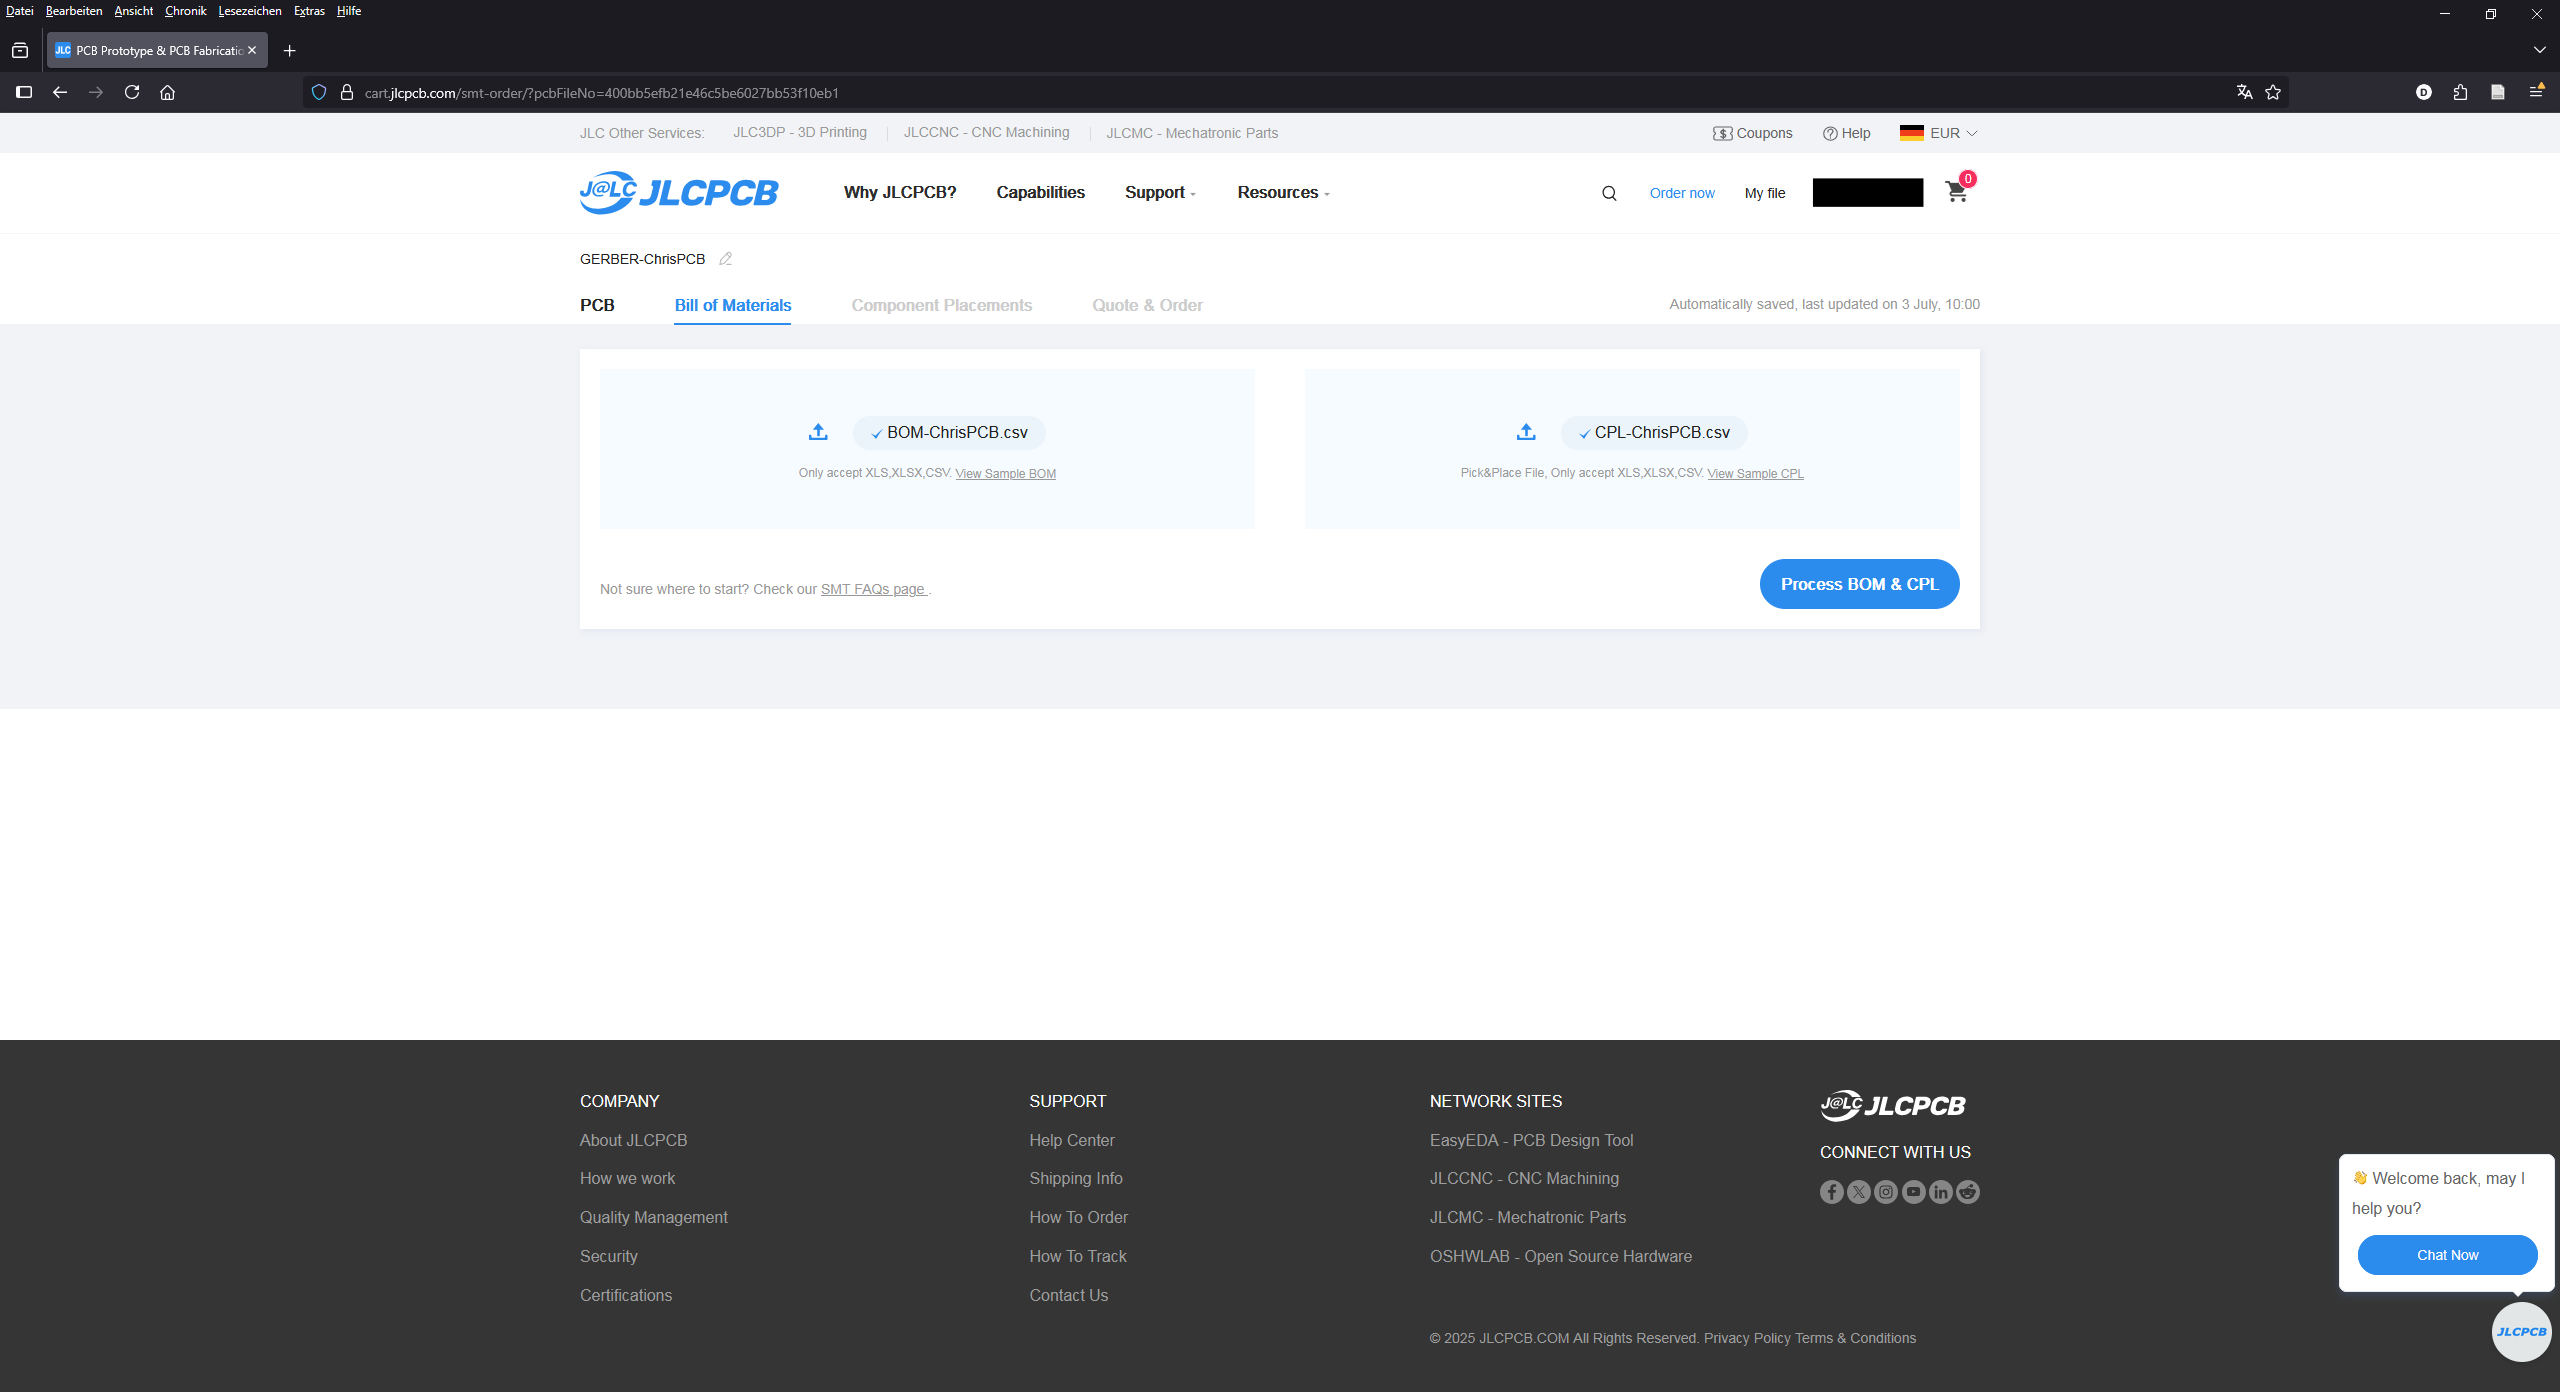 Datei Bearbeiten Ansicht Chronik Lesezeichen Extras Hilfe
JLC PCB Prototype & PCB Fabricatio
cart.jlcpcb.com/smt-order/?pcbFileNo=400bb5efb21e46c5be6027bb53f10eb1
D
JLC Other Services: JLC3DP - 3D Printing JLCCNC - CNC Machining JLCMC - Mechatronic Parts Coupons Help EUR
J@LC JLCPCB Why JLCPCB? Capabilities Support Resources Order now My file 0
GERBER-ChrisPCB
PCB Bill of Materials Component Placements Quote & Order Automatically saved, last updated on 3 July, 10:00
BOM-ChrisPCB.csv CPL-ChrisPCB.csv
Only accept XLS,XLSX,CSV. View Sample BOM Pick&Place File, Only accept XLS,XLSX,CSV. View Sample CPL
Not sure where to start? Check our SMT FAQs page . Process BOM & CPL
COMPANY SUPPORT NETWORK SITES J@LC JLCPCB
About JLCPCB Help Center EasyEDA - PCB Design Tool
CONNECT WITH US
How we work Shipping Info JLCCNC - CNC Machining
Quality Management How To Order JLCMC - Mechatronic Parts
Security How To Track OSHWLAB - Open Source Hardware
Certifications Contact Us
© 2025 JLCPCB.COM All Rights Reserved. Privacy Policy Terms & Conditions
👋 Welcome back, may I
help you?
Chat Now
JLCPCB